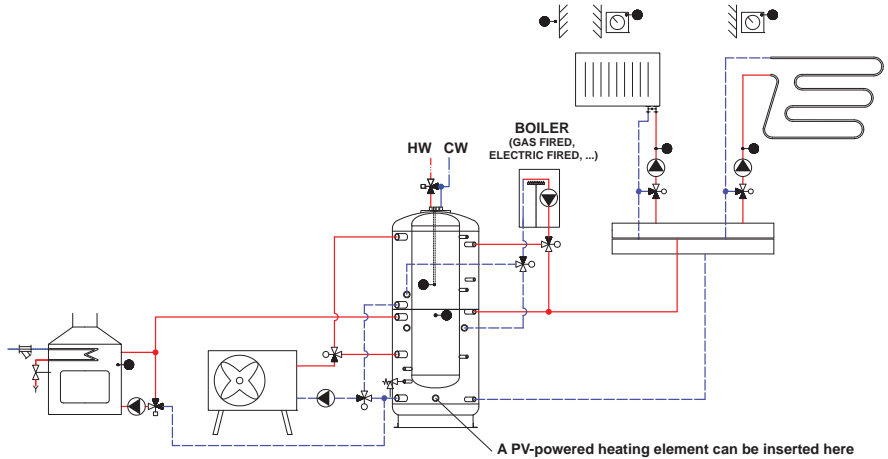 BOILER
(GAS FIRED,
ELECTRIC FIRED, ...)
HW CW
A PV-powered heating element can be inserted here